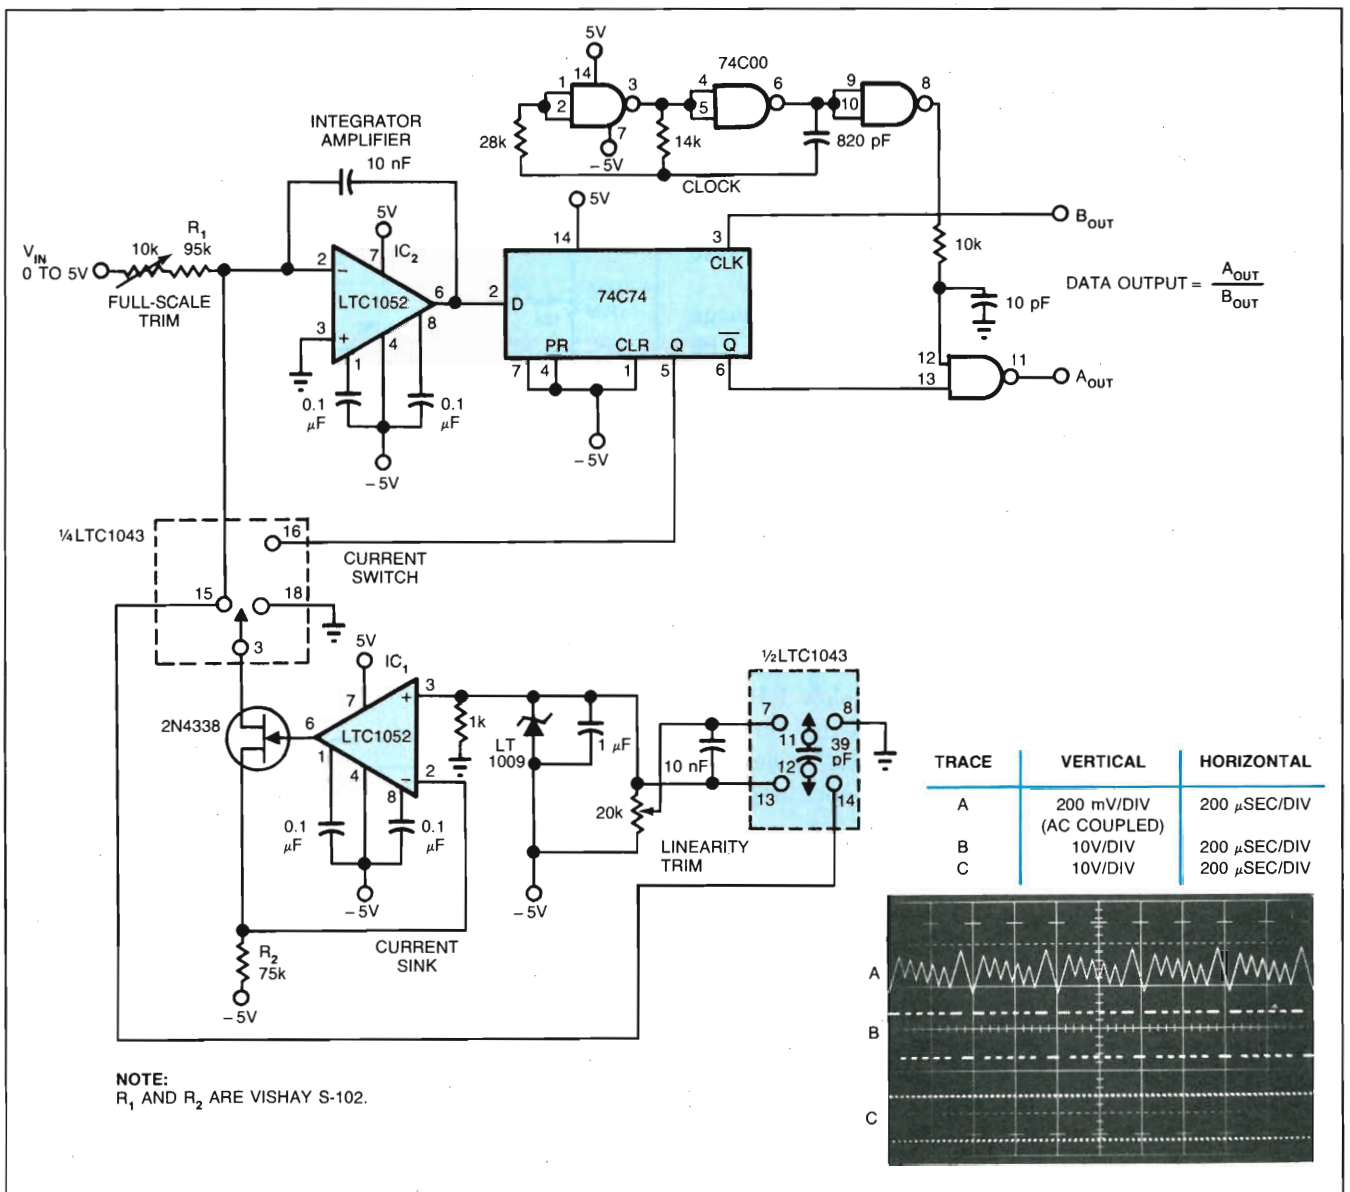 5V
74C00
1
14
2
3
7
-5V
4
5
6
9
10
8
28k
14k
820 pF
CLOCK
INTEGRATOR
AMPLIFIER
10 nF
5V
5V
14
3
CLK
BOUT
VIN
0 TO 5V
10k
R1
95k
FULL-SCALE
TRIM
2
−
7
IC2
LTC1052
6
3
+
1
4
8
0.1
µF
0.1
µF
-5V
2
D
74C74
PR
CLR
Q
Q
7
4
1
5
6
-5V
10k
10 pF
DATA OUTPUT = AOUT
BOUT
12
13
11
AOUT
¼LTC1043
16
CURRENT
SWITCH
15
18
3
2N4338
5V
IC1
7
3
+
6
LTC1052
1
4
8
−
2
0.1
µF
0.1
µF
-5V
1k
LT
1009
1 µF
-5V
20k
LINEARITY
TRIM
10 nF
½LTC1043
7
8
11
12
39
pF
13
14
R2
75k
-5V
CURRENT
SINK
NOTE:
R1 AND R2 ARE VISHAY S-102.
TRACE VERTICAL HORIZONTAL
A 200 mV/DIV 200 µSEC/DIV
(AC COUPLED)
B 10V/DIV 200 µSEC/DIV
C 10V/DIV 200 µSEC/DIV
A
B
C